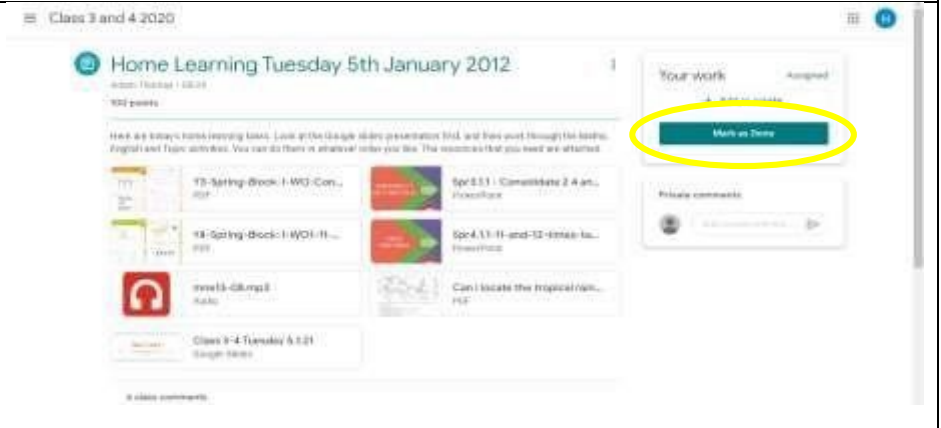 Class 3 and 4 2020
Home Learning Tuesday 5th January 2012
100 points
Your work
Assigned
Mark as Done
Here are today's home learning tasks. Look at the Google slides presentation first, and then work through the Maths,
English and Topic activities. You can do them in whatever order you like. The resources that you need are attached.
Y3-Spring-Block-1-WO-Con...
PDF
Spr3.1.1 - Consolidate 2 4 an...
PowerPoint
Private comments
Y4-Spring-Block-1-WO1-11-...
PDF
Spr4.1.1-11-and-12-times-ta...
PowerPoint
Audio
Can I locate the tropical rain...
PDF
Class 3-4 Tuesday 5.1.21
Google Slides
class comments